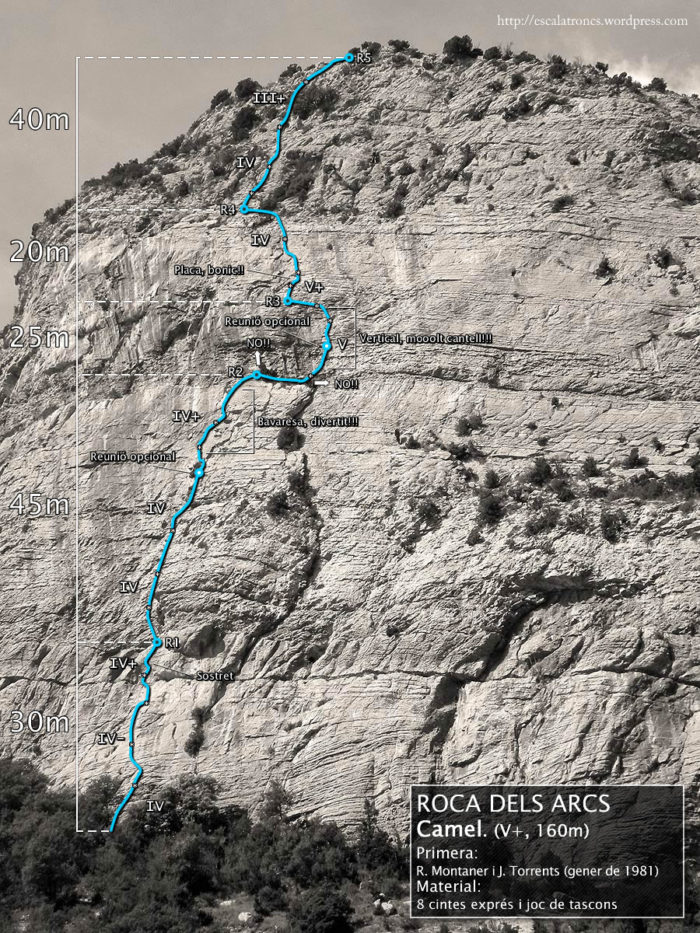 http://escalatroncs.wordpress.com
R5
40m
III+
IV
R4
IV
20m
Placa, bonic!!
V+
R3
Reunió opcional
25m
NO!!
V
Vertical, mooolt cantell!!!
R2
NO!!
IV+
Bavaresa, divertit!!!
Reunió opcional
45m
IV
IV
R1
IV+
Sostret
30m
IV-
IV
ROCA DELS ARCS
Camel. (V+, 160m)
Primera:
R. Montaner i J. Torrents (gener de 1981)
Material:
8 cintes exprés i joc de tascons